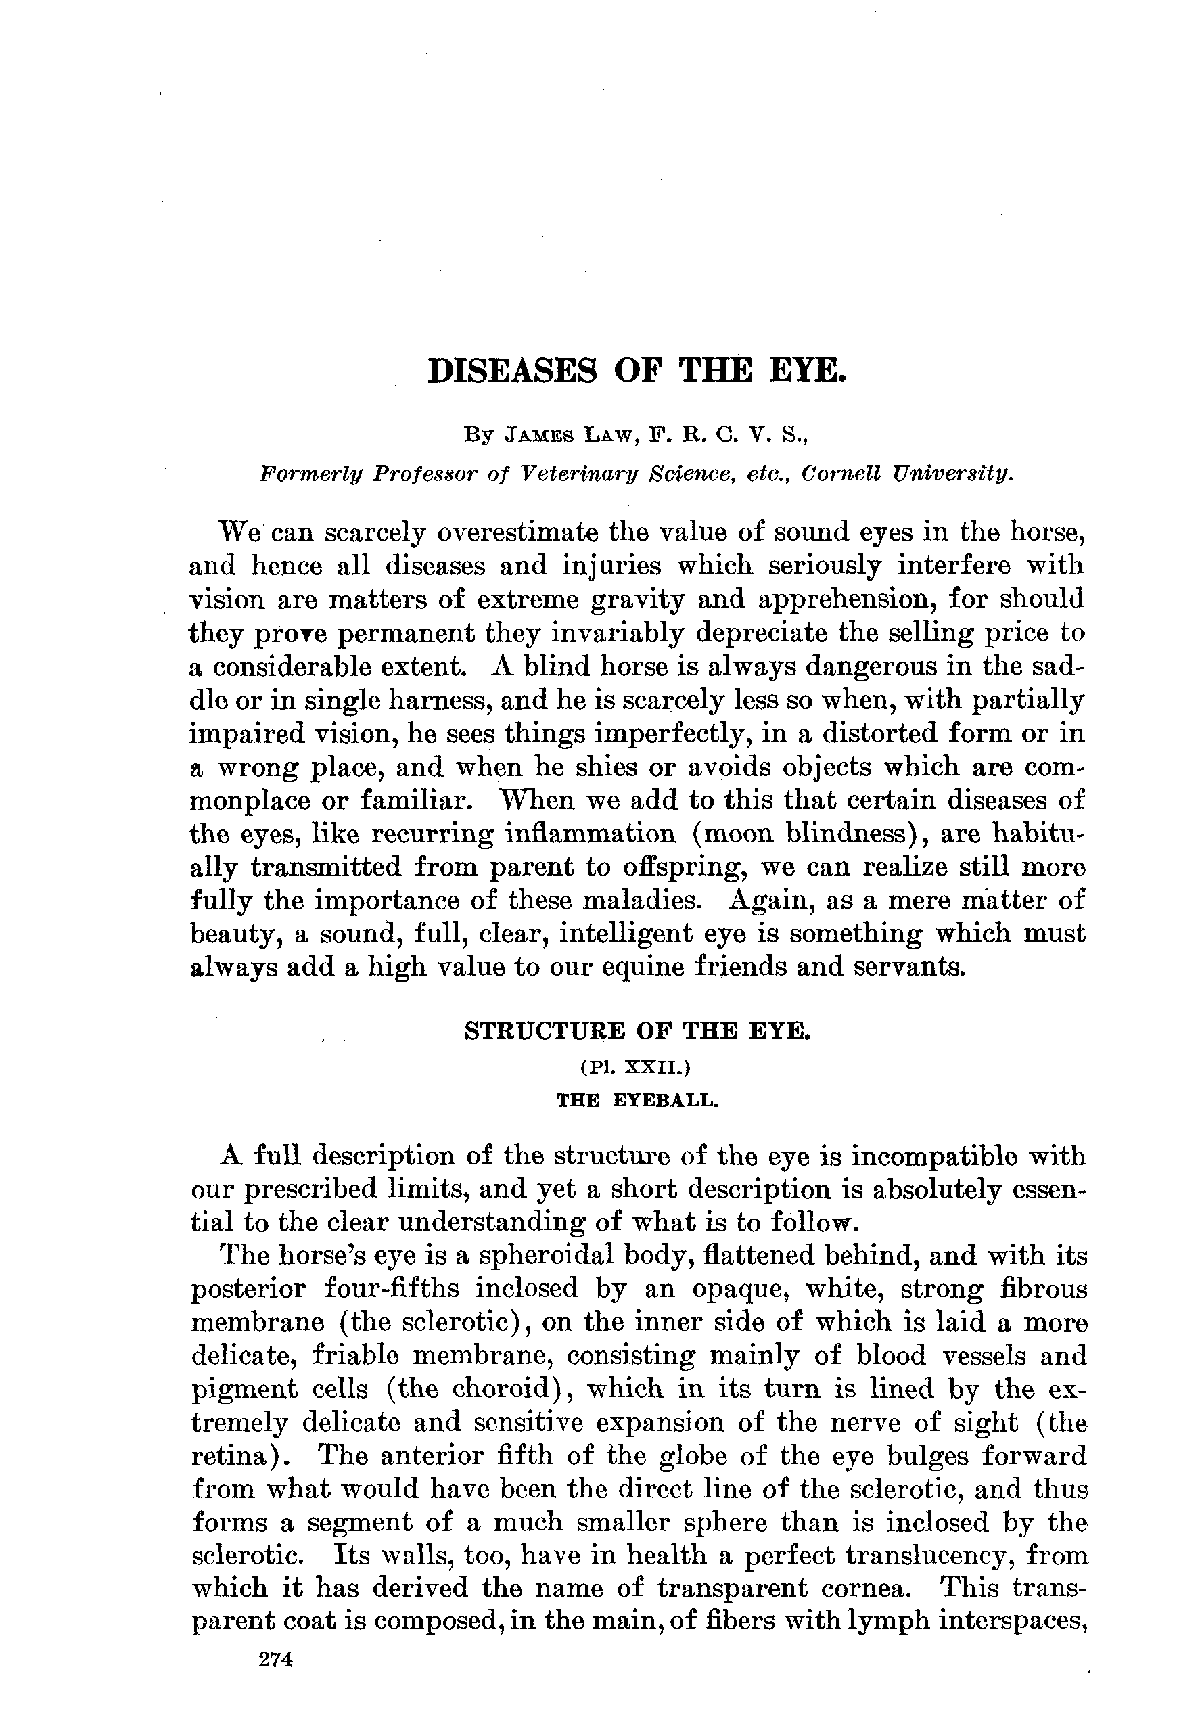 DISEASES OF THE EYE.
By JAMES LAW, F. R. C. V. S.,
Formerly Professor of Veterinary Science, etc., Cornell University.
We can scarcely overestimate the value of sound eyes in the horse,
and hence all diseases and injuries which seriously interfere with
vision are matters of extreme gravity and apprehension, for should
they prove permanent they invariably depreciate the selling price to
a considerable extent. A blind horse is always dangerous in the sad-
dle or in single harness, and he is scarcely less so when, with partially
impaired vision, he sees things imperfectly, in a distorted form or in
a wrong place, and when he shies or avoids objects which are com-
monplace or familiar. When we add to this that certain diseases of
the eyes, like recurring inflammation (moon blindness), are habitu-
ally transmitted from parent to offspring, we can realize still more
fully the importance of these maladies. Again, as a mere matter of
beauty, a sound, full, clear, intelligent eye is something which must
always add a high value to our equine friends and servants.
STRUCTURE OF THE EYE.
(Pl. XXII.)
THE EYEBALL.
A full description of the structure of the eye is incompatible with
our prescribed limits, and yet a short description is absolutely essen-
tial to the clear understanding of what is to follow.
The horse's eye is a spheroidal body, flattened behind, and with its
posterior four-fifths inclosed by an opaque, white, strong fibrous
membrane (the sclerotic), on the inner side of which is laid a more
delicate, friable membrane, consisting mainly of blood vessels and
pigment cells (the choroid), which in its turn is lined by the ex-
tremely delicate and sensitive expansion of the nerve of sight (the
retina). The anterior fifth of the globe of the eye bulges forward
from what would have been the direct line of the sclerotic, and thus
forms a segment of a much smaller sphere than is inclosed by the
sclerotic. Its walls, too, have in health a perfect translucency, from
which it has derived the name of transparent cornea. This trans-
parent coat is composed, in the main, of fibers with lymph interspaces,
274